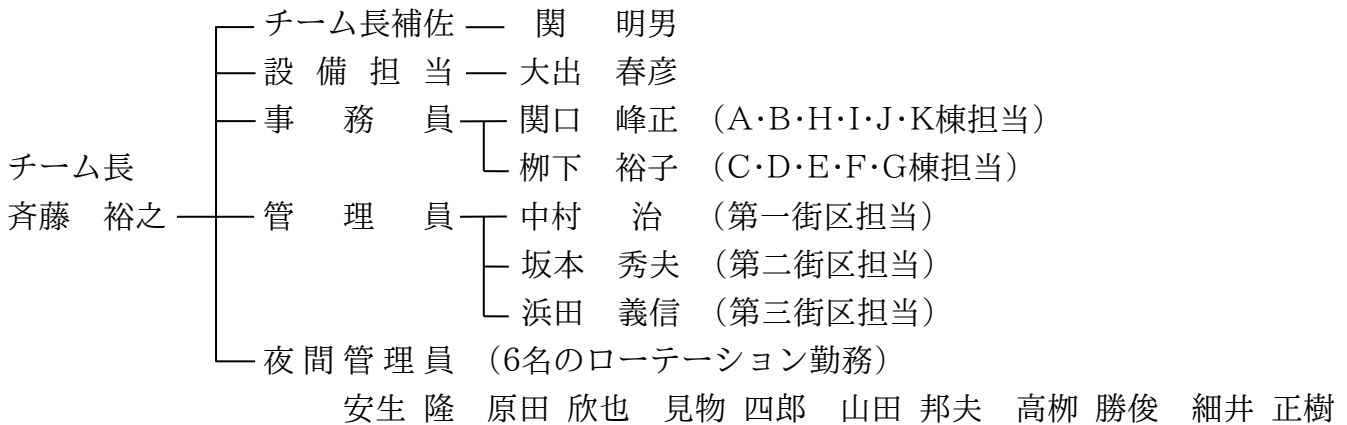 チーム長補佐 関 明男
設備担当 大出 春彦
事務員 関口 峰正 (A･B･H･I･J･K棟担当)
チーム長
栁下 裕子 (C･D･E･F･G棟担当)
斉藤 裕之 管理員 中村 治 (第一街区担当)
坂本 秀夫 (第二街区担当)
浜田 義信 (第三街区担当)
夜間管理員 (6名のローテーション勤務)
安生 隆 原田 欣也 見物 四郎 山田 邦夫 高栁 勝俊 細井 正樹